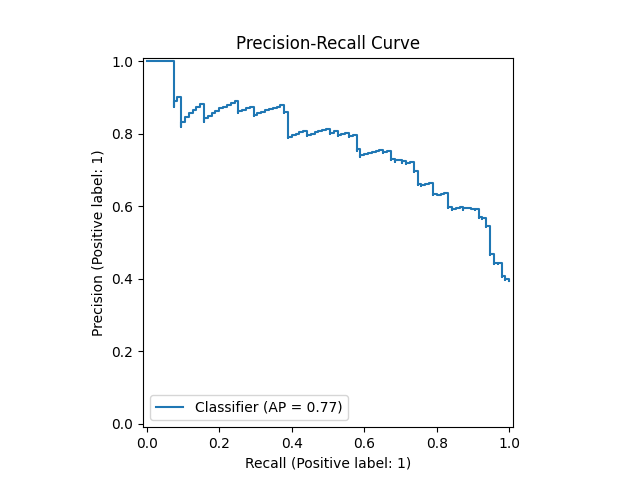 Precision-Recall Curve
1.0
0.8
0.6
0.4
0.2
0.0
Precision (Positive label: 1)
Classifier (AP = 0.77)
0.0 0.2 0.4 0.6 0.8 1.0
Recall (Positive label: 1)